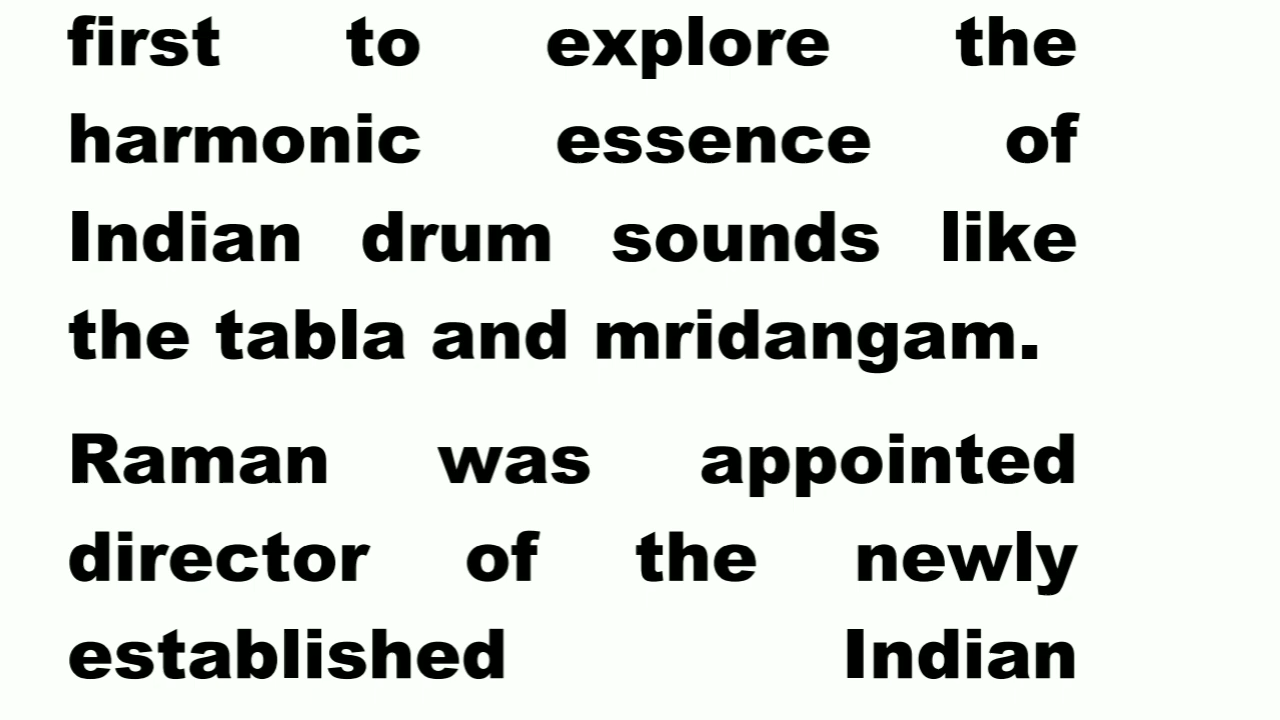 first to explore the
harmonic essence of
Indian drum sounds like
the tabla and mridangam.
Raman was appointed
director of the newly
established Indian